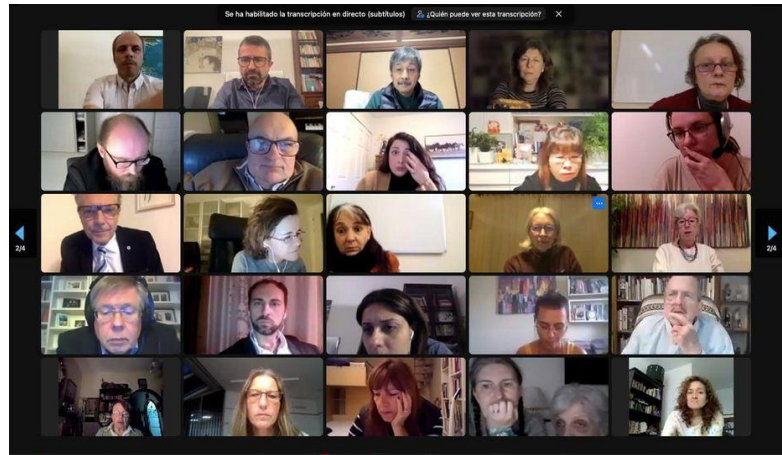 Se ha habilitado la transcripción en directo (subtítulos) ¿Quién puede ver esta transcripción?
2/4 2/4